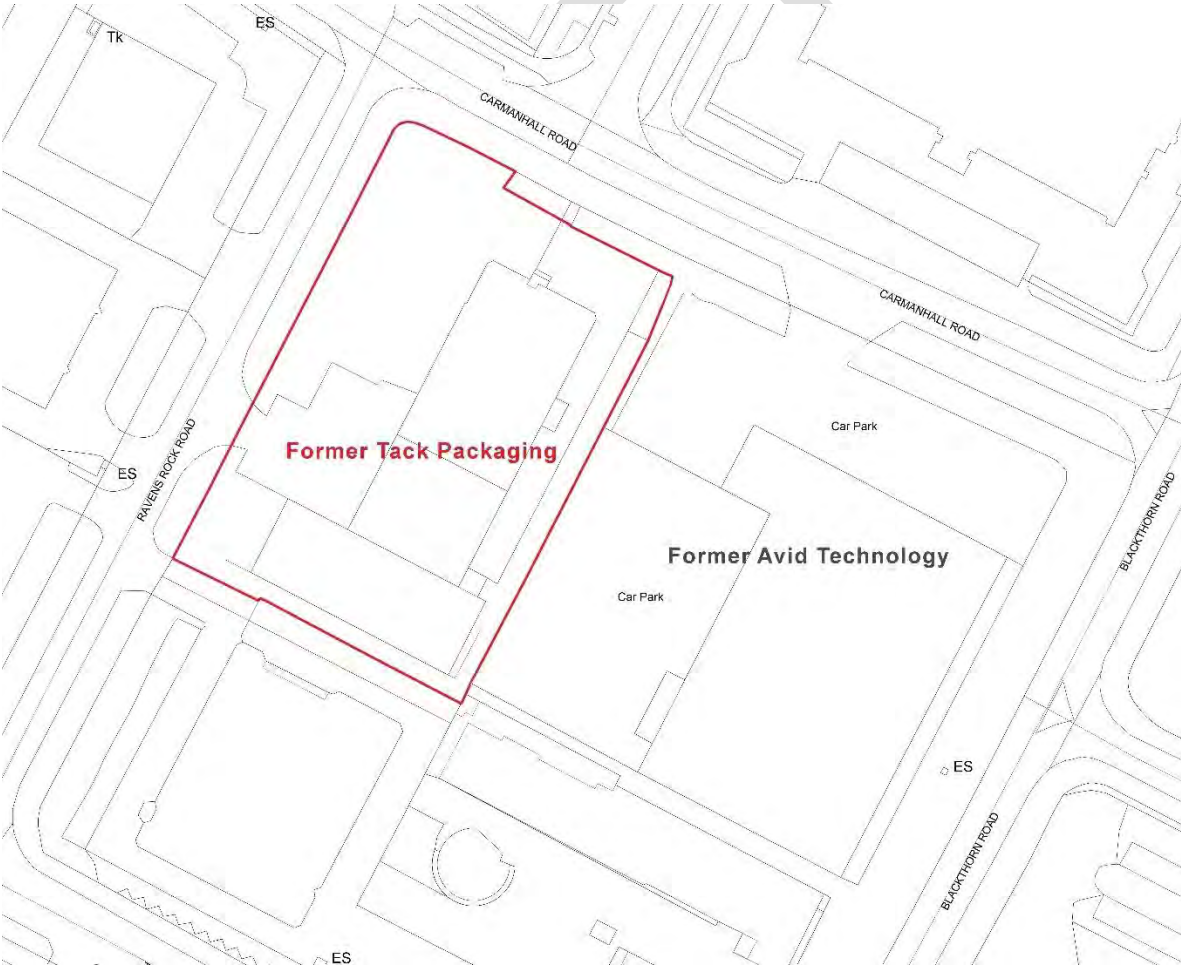 ES
Tk
CARMANHALL ROAD
CARMANHALL ROAD
Car Park
Former Tack Packaging
RAVENS ROCK ROAD
ES
BLACKTHORN ROAD
Former Avid Technology
Car Park
ES
BLACKTHORN ROAD
ES